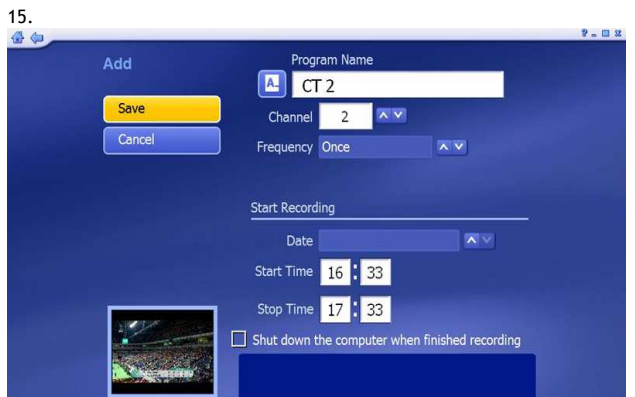 15.
Add
Program Name
A_ CT 2
Save
Channel 2
Cancel
Frequency Once
Start Recording
Date
Start Time 16 : 33
Stop Time 17 : 33
Shut down the computer when finished recording